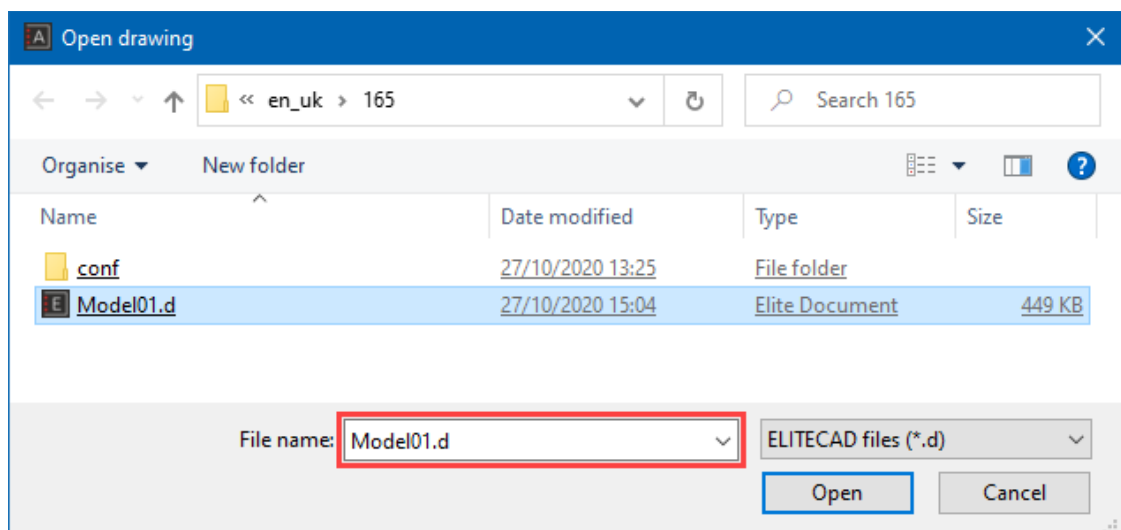 Open drawing
« en_uk > 165 Search 165
Organise New folder
Name Date modified Type Size
conf 27/10/2020 13:25 File folder
Model01.d 27/10/2020 15:04 Elite Document 449 KB
File name: Model01.d ELITECAD files (*.d)
Open Cancel